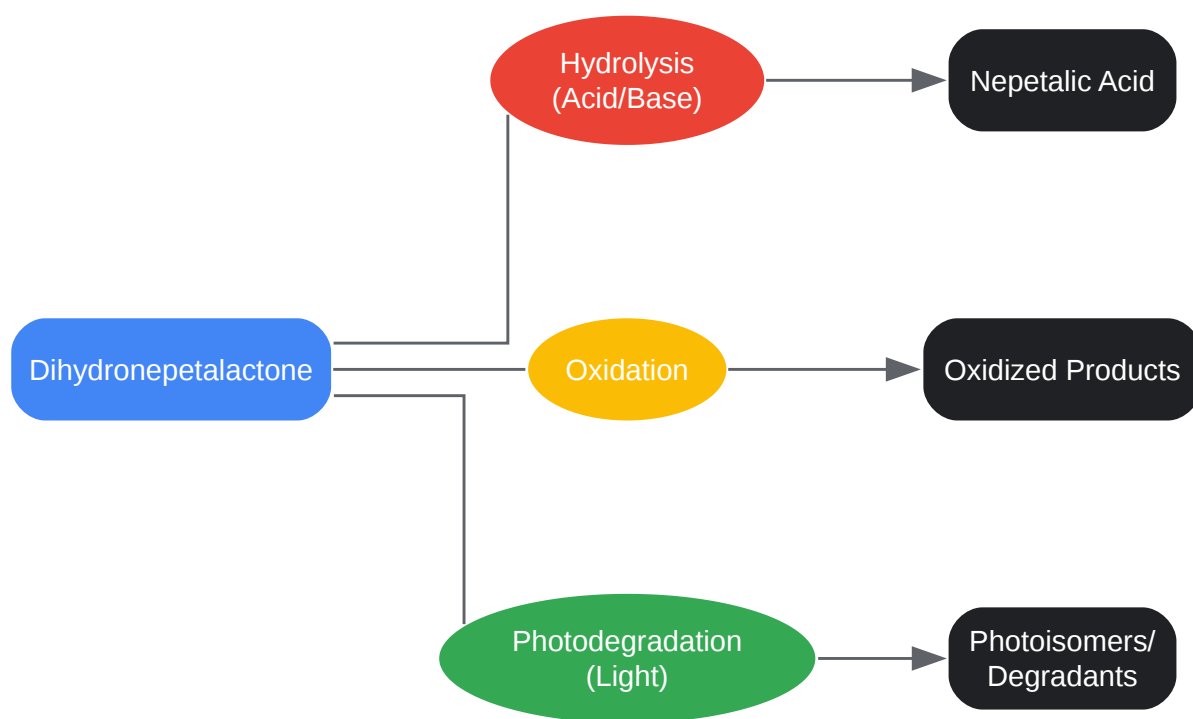 Hydrolysis
(Acid/Base)
Nepetalic Acid
Dihydronepetalactone
Oxidation
Oxidized Products
Photodegradation
(Light)
Photoisomers/
Degradants